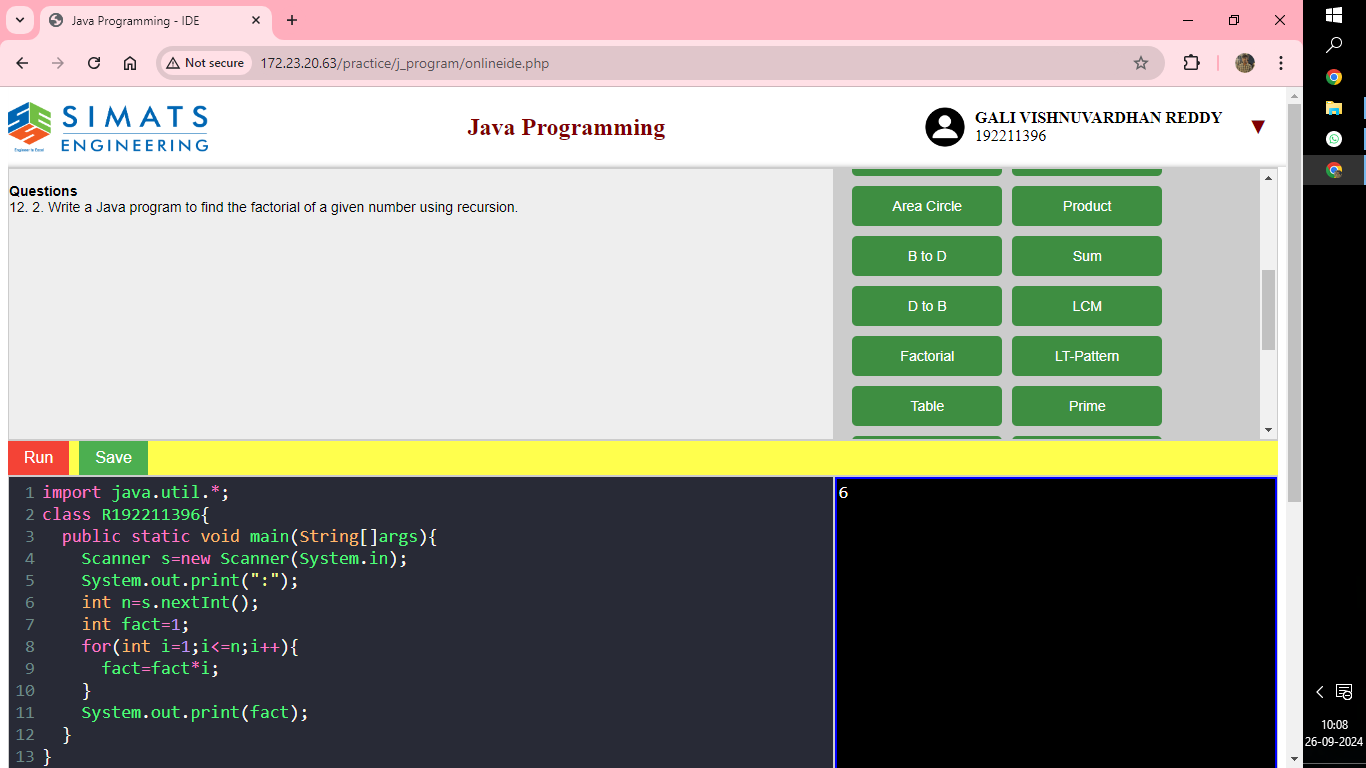 Java Programming - IDE
Not secure
172.23.20.63/practice/j_program/onlineide.php
SIMATS
ENGINEERING
Engineer to Excel
Java Programming
GALI VISHNUVARDHAN REDDY
192211396
▼
Questions
12. 2. Write a Java program to find the factorial of a given number using recursion.
Area Circle
Product
B to D
Sum
D to B
LCM
Factorial
LT-Pattern
Table
Prime
Run
Save
1 import java.util.*;
2 class R192211396{
3   public static void main(String[]args){
4     Scanner s=new Scanner(System.in);
5     System.out.print(":");
6     int n=s.nextInt();
7     int fact=1;
8     for(int i=1;i<=n;i++){
9       fact=fact*i;
10     }
11     System.out.print(fact);
12   }
13 }
6
10:08
26-09-2024